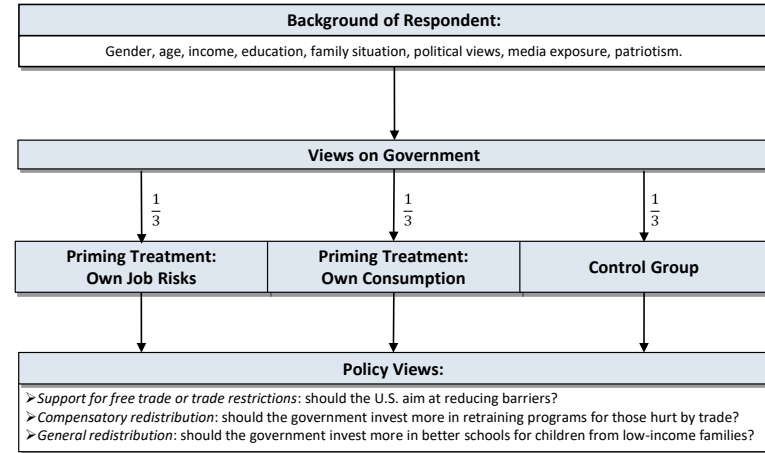 Background of Respondent:
Gender, age, income, education, family situation, political views, media exposure, patriotism.
Views on Government
1/3
1/3
1/3
Priming Treatment:
Own Job Risks
Priming Treatment:
Own Consumption
Control Group
Policy Views:
➢Support for free trade or trade restrictions: should the U.S. aim at reducing barriers?
➢Compensatory redistribution: should the government invest more in retraining programs for those hurt by trade?
➢General redistribution: should the government invest more in better schools for children from low-income families?